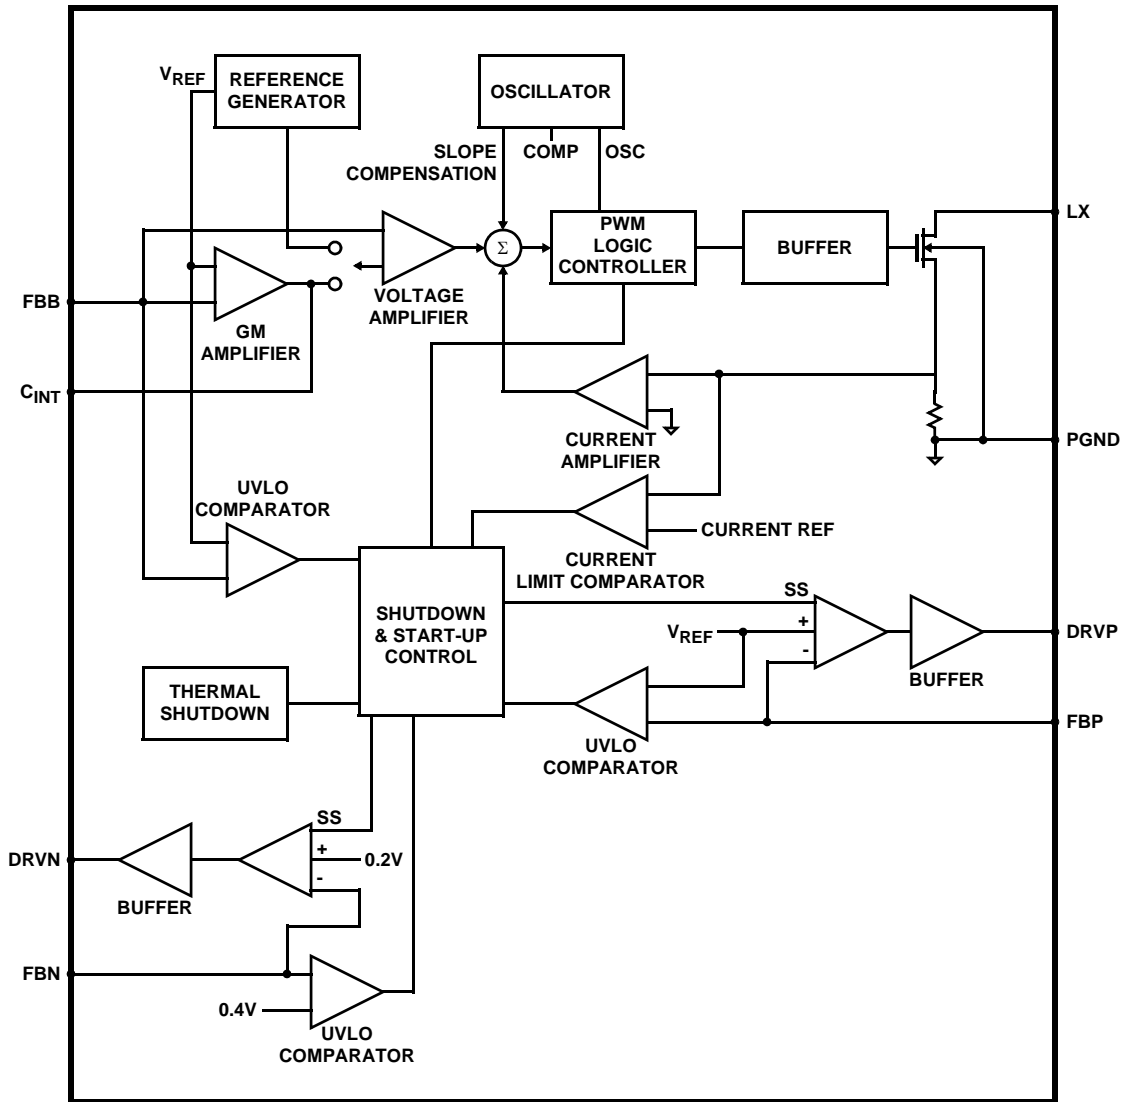 VREF
REFERENCE
GENERATOR
OSCILLATOR
SLOPE
COMPENSATION
COMP
OSC
LX
PWM
LOGIC
CONTROLLER
BUFFER
Σ
VOLTAGE
AMPLIFIER
FBB
GM
AMPLIFIER
CINT
CURRENT
AMPLIFIER
PGND
UVLO
COMPARATOR
CURRENT REF
CURRENT
LIMIT COMPARATOR
SHUTDOWN
& START-UP
CONTROL
SS
VREF
+
-
DRVP
BUFFER
THERMAL
SHUTDOWN
FBP
UVLO
COMPARATOR
SS
DRVN
+
0.2V
-
BUFFER
FBN
0.4V
UVLO
COMPARATOR